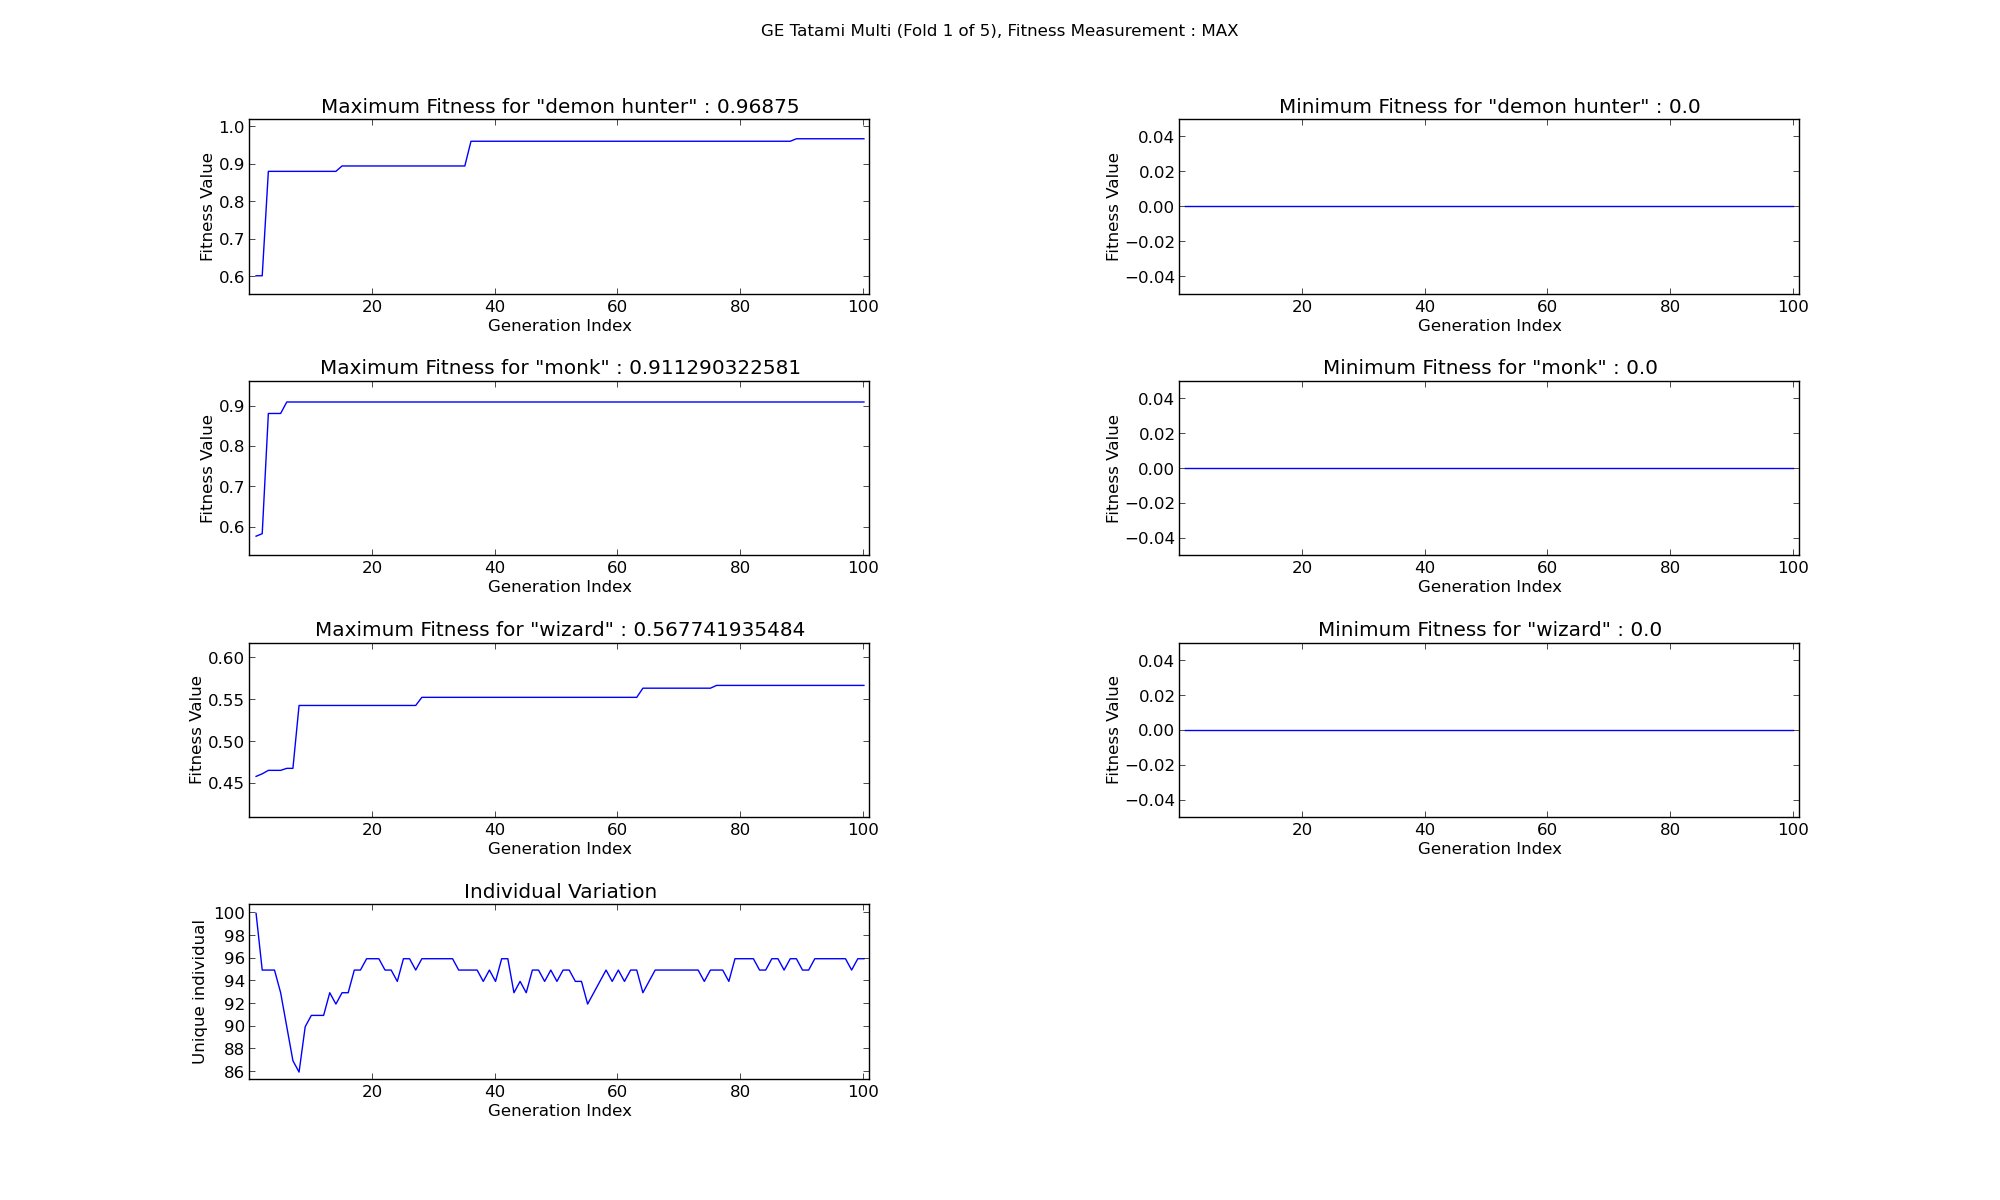 GE Tatami Multi (Fold 1 of 5), Fitness Measurement : MAX
Maximum Fitness for "demon hunter" : 0.96875
1.0
0.9
0.8
0.7
0.6
Fitness Value
20 40 60 80 100
Generation Index
Minimum Fitness for "demon hunter" : 0.0
0.04
0.02
0.00
−0.02
−0.04
Fitness Value
20 40 60 80 100
Generation Index
Maximum Fitness for "monk" : 0.911290322581
0.9
0.8
0.7
0.6
Fitness Value
20 40 60 80 100
Generation Index
Minimum Fitness for "monk" : 0.0
0.04
0.02
0.00
−0.02
−0.04
Fitness Value
20 40 60 80 100
Generation Index
Maximum Fitness for "wizard" : 0.567741935484
0.60
0.55
0.50
0.45
Fitness Value
20 40 60 80 100
Generation Index
Minimum Fitness for "wizard" : 0.0
0.04
0.02
0.00
−0.02
−0.04
Fitness Value
20 40 60 80 100
Generation Index
Individual Variation
100
98
96
94
92
90
88
86
Unique individual
20 40 60 80 100
Generation Index